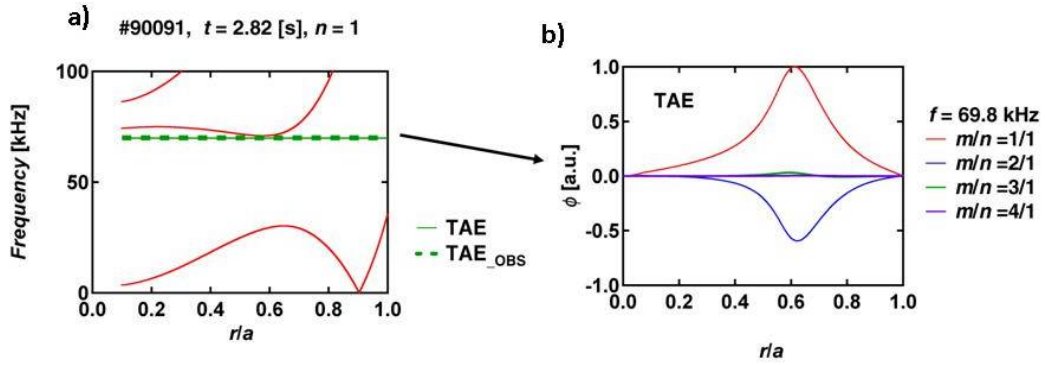 a)
#90091, t = 2.82 [s], n = 1
Frequency [kHz]
100
50
0
0.0 0.2 0.4 0.6 0.8 1.0
r/a
TAE
TAE_OBS
b)
ϕ [a.u.]
1.0
0.5
0.0
-0.5
-1.0
0.0 0.2 0.4 0.6 0.8 1.0
r/a
TAE
f = 69.8 kHz
m/n =1/1
m/n =2/1
m/n =3/1
m/n =4/1